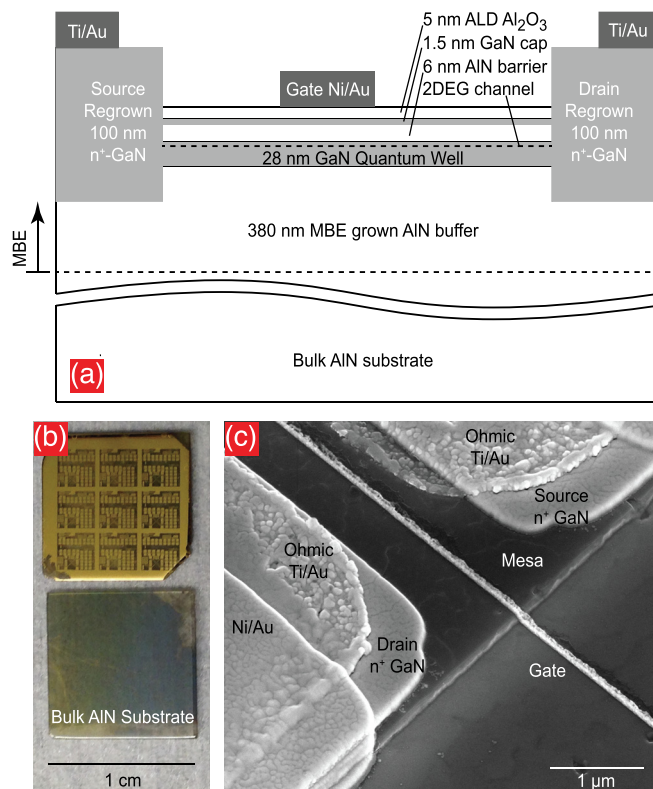 5 nm ALD Al₂O₃
Ti/Au
Ti/Au
1.5 nm GaN cap
6 nm AlN barrier
2DEG channel
Source
Regrown
100 nm
n⁺-GaN
Gate Ni/Au
Drain
Regrown
100 nm
n⁺-GaN
28 nm GaN Quantum Well
MBE
380 nm MBE grown AlN buffer
Bulk AlN substrate
(a)
(b)
Bulk AlN Substrate
1 cm
(c)
Ohmic
Ti/Au
Source
n⁺ GaN
Mesa
Ohmic
Ti/Au
Ni/Au
Drain
n⁺ GaN
Gate
1 μm